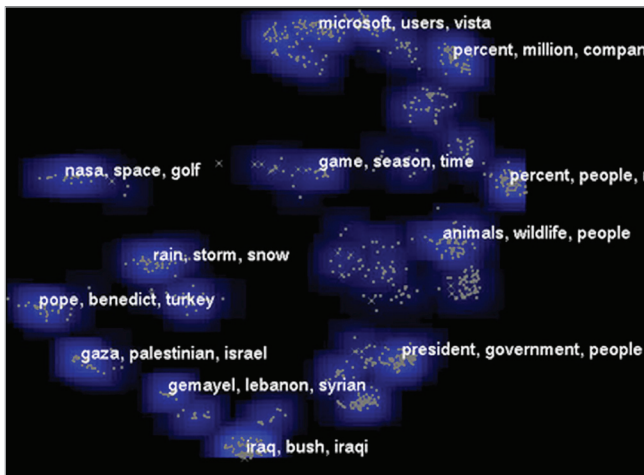 microsoft, users, vista
percent, million, compan
nasa, space, golf
game, season, time
percent, people,
animals, wildlife, people
rain, storm, snow
pope, benedict, turkey
gaza, palestinian, israel
president, government, people
gemayel, lebanon, syrian
iraq, bush, iraqi